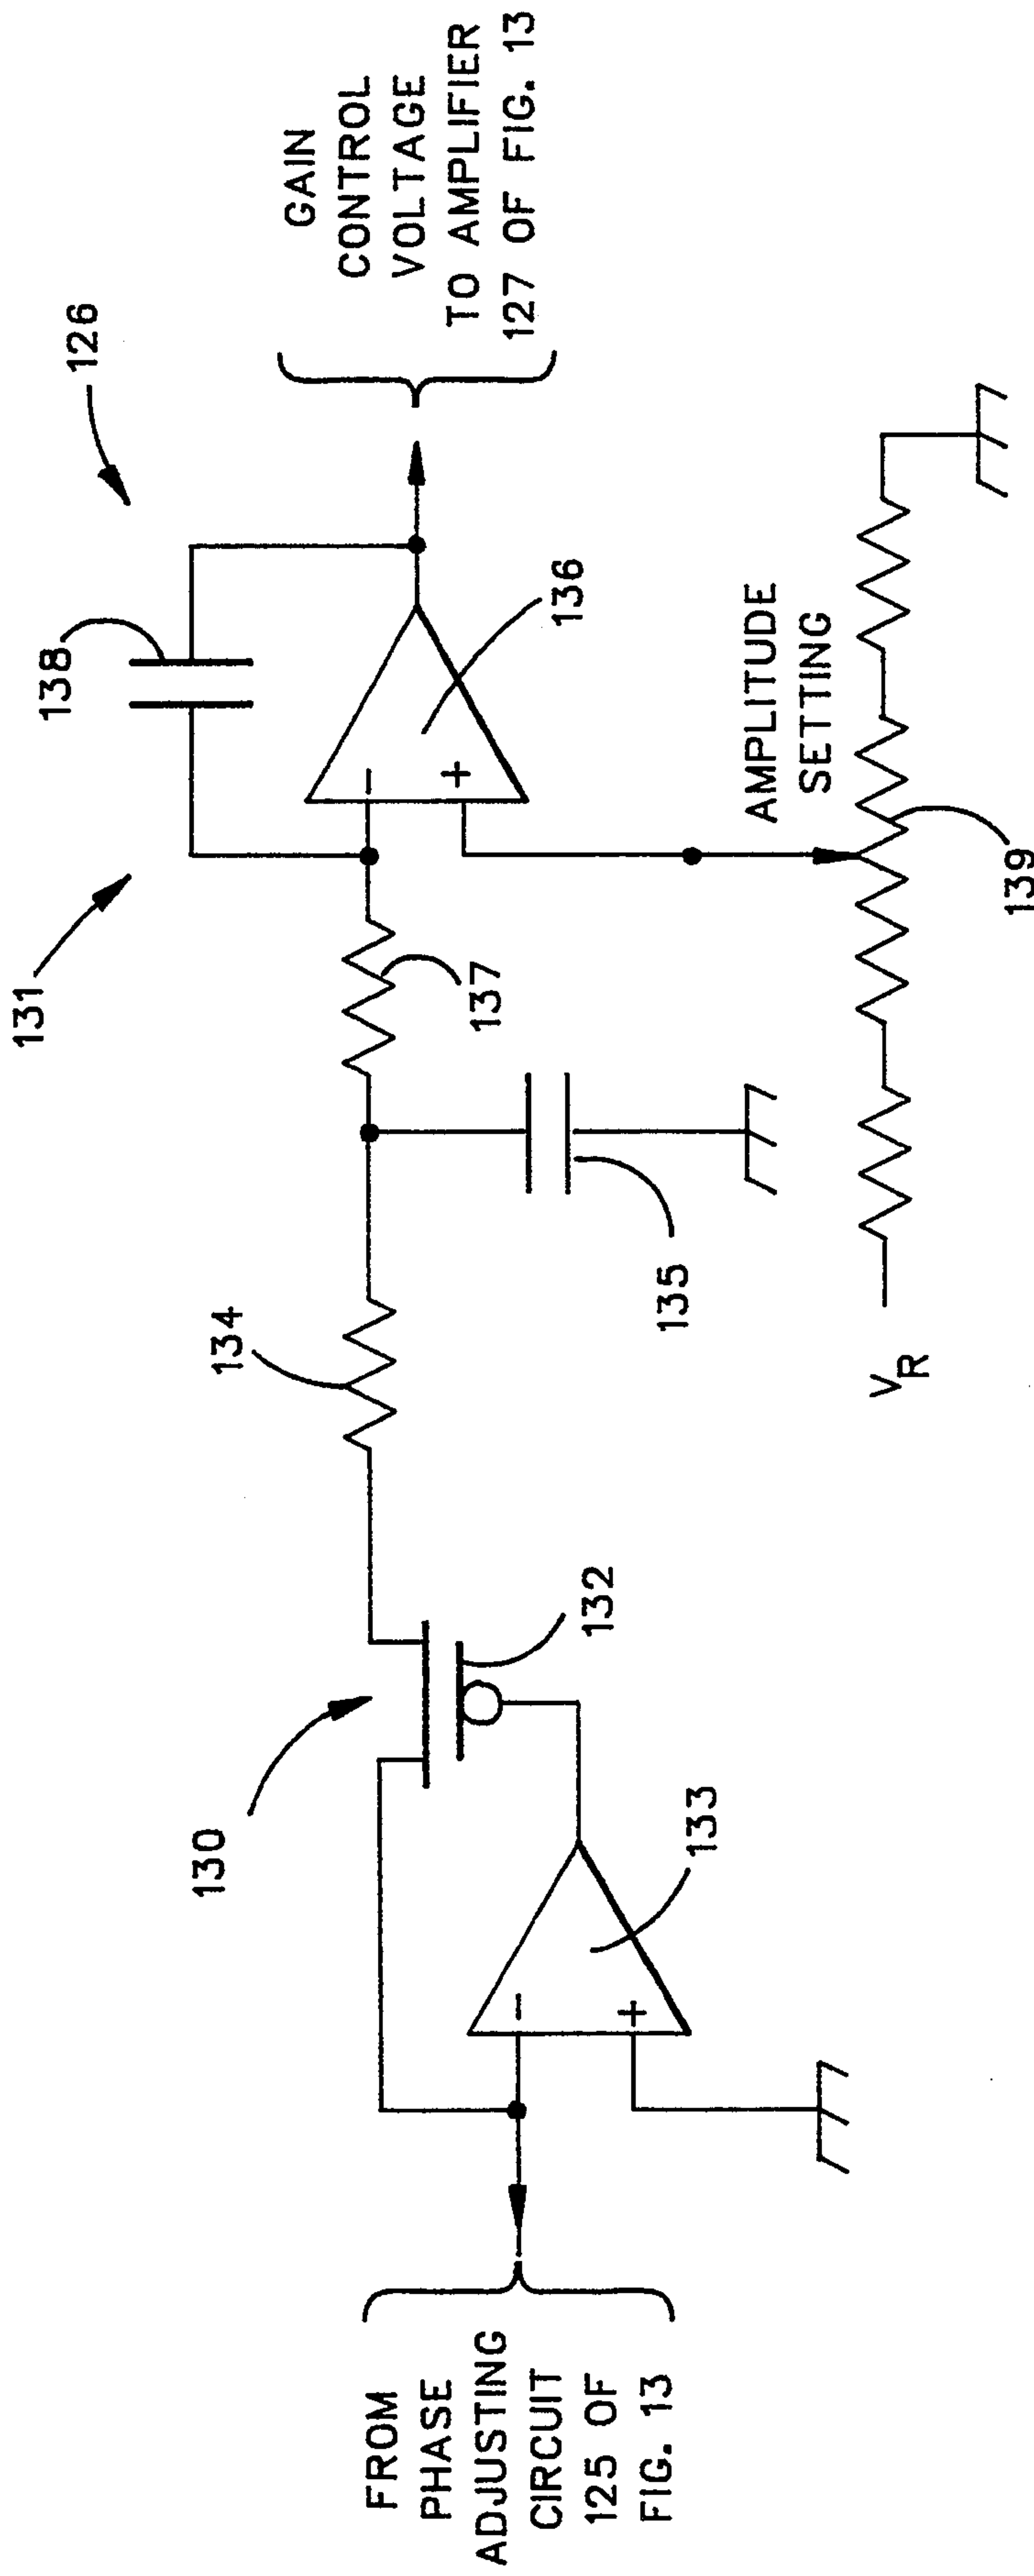 FROM
PHASE
ADJUSTING
CIRCUIT
125 OF
FIG. 13
130
133
132
134
135
131
137
138
126
136
AMPLITUDE
SETTING
139
VR
GAIN
CONTROL
VOLTAGE
TO AMPLIFIER
127 OF FIG. 13
-
+
-
+